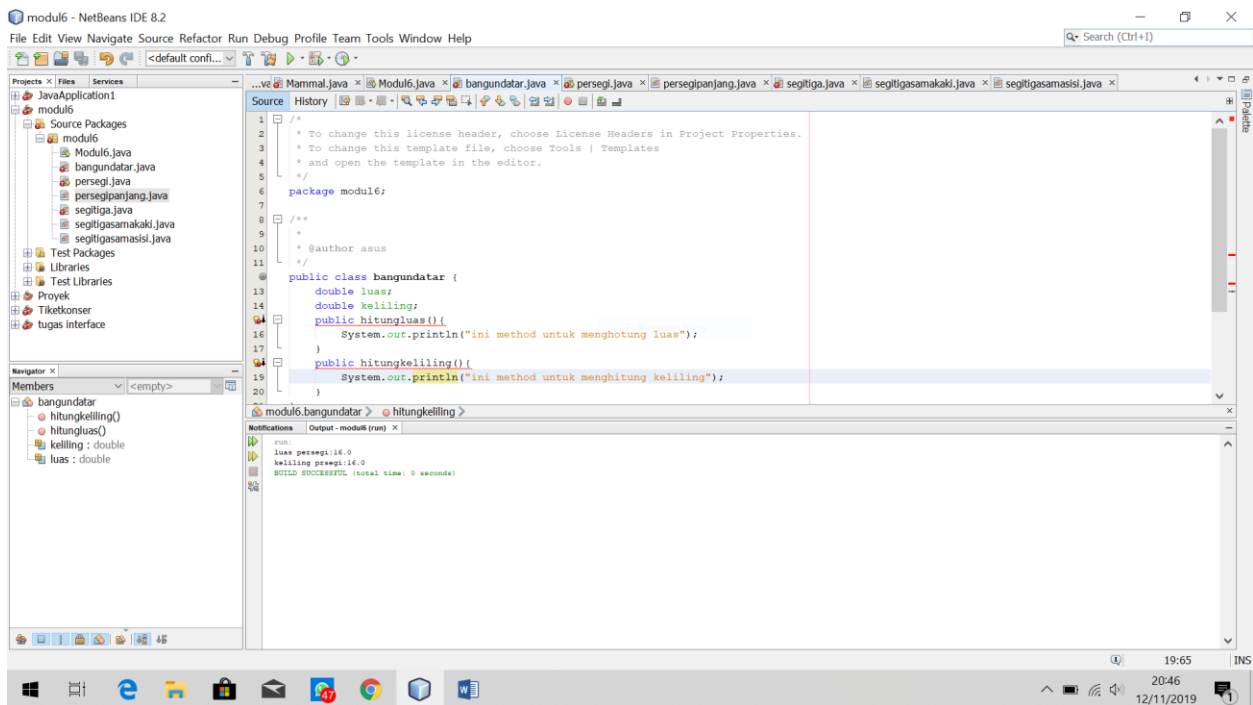 modul6 - NetBeans IDE 8.2
File Edit View Navigate Source Refactor Run Debug Profile Team Tools Window Help
Search (Ctrl+I)
<default confi...
Projects Files Services
JavaApplication1
modul6
Source Packages
modul6
Modul6.java
bangundatar.java
persegi.java
persegipanjang.java
segitiga.java
segitigasamakaki.java
segitigasamasisi.java
Test Packages
Libraries
Test Libraries
Proyek
Tiketkonser
tugas interface
Navigator
Members <empty>
bangundatar
hitungkeliling()
hitungluas()
keliling : double
luas : double
...va Mammal.java Modul6.java bangundatar.java persegi.java persegipanjang.java segitiga.java segitigasamakaki.java segitigasamasisi.java
Source History
1 /*
2 * To change this license header, choose License Headers in Project Properties.
3 * To change this template file, choose Tools | Templates
4 * and open the template in the editor.
5 */
6 package modul6;
7
8 /**
9 *
10 * @author asus
11 */
public class bangundatar {
13 double luas;
14 double keliling;
public hitungluas(){
16 System.out.println("ini method untuk menghotung luas");
17 }
public hitungkeliling(){
19 System.out.println("ini method untuk menghitung keliling");
20 }
modul6.bangundatar hitungkeliling
Notifications Output - modul6 (run)
run:
luas persegi:16.0
keliling prsegi:16.0
BUILD SUCCESSFUL (total time: 0 seconds)
Palette
19:65 INS
47
20:46
12/11/2019
1